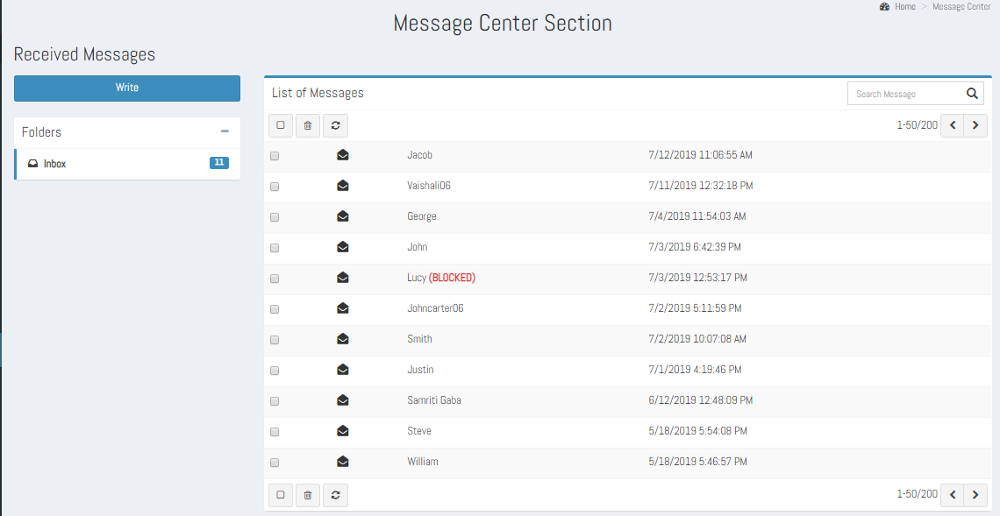 Home > Message Center
Message Center Section
Received Messages
Write
Folders
Inbox 11
List of Messages
Search Message
1-50/200
Jacob 7/12/2019 11:06:55 AM
Vaishali06 7/11/2019 12:32:18 PM
George 7/4/2019 11:54:03 AM
John 7/3/2019 6:42:39 PM
Lucy (BLOCKED) 7/3/2019 12:53:17 PM
Johncarter06 7/2/2019 5:11:59 PM
Smith 7/2/2019 10:07:08 AM
Justin 7/1/2019 4:19:46 PM
Samriti Gaba 6/12/2019 12:48:09 PM
Steve 5/18/2019 5:54:08 PM
William 5/18/2019 5:46:57 PM
1-50/200